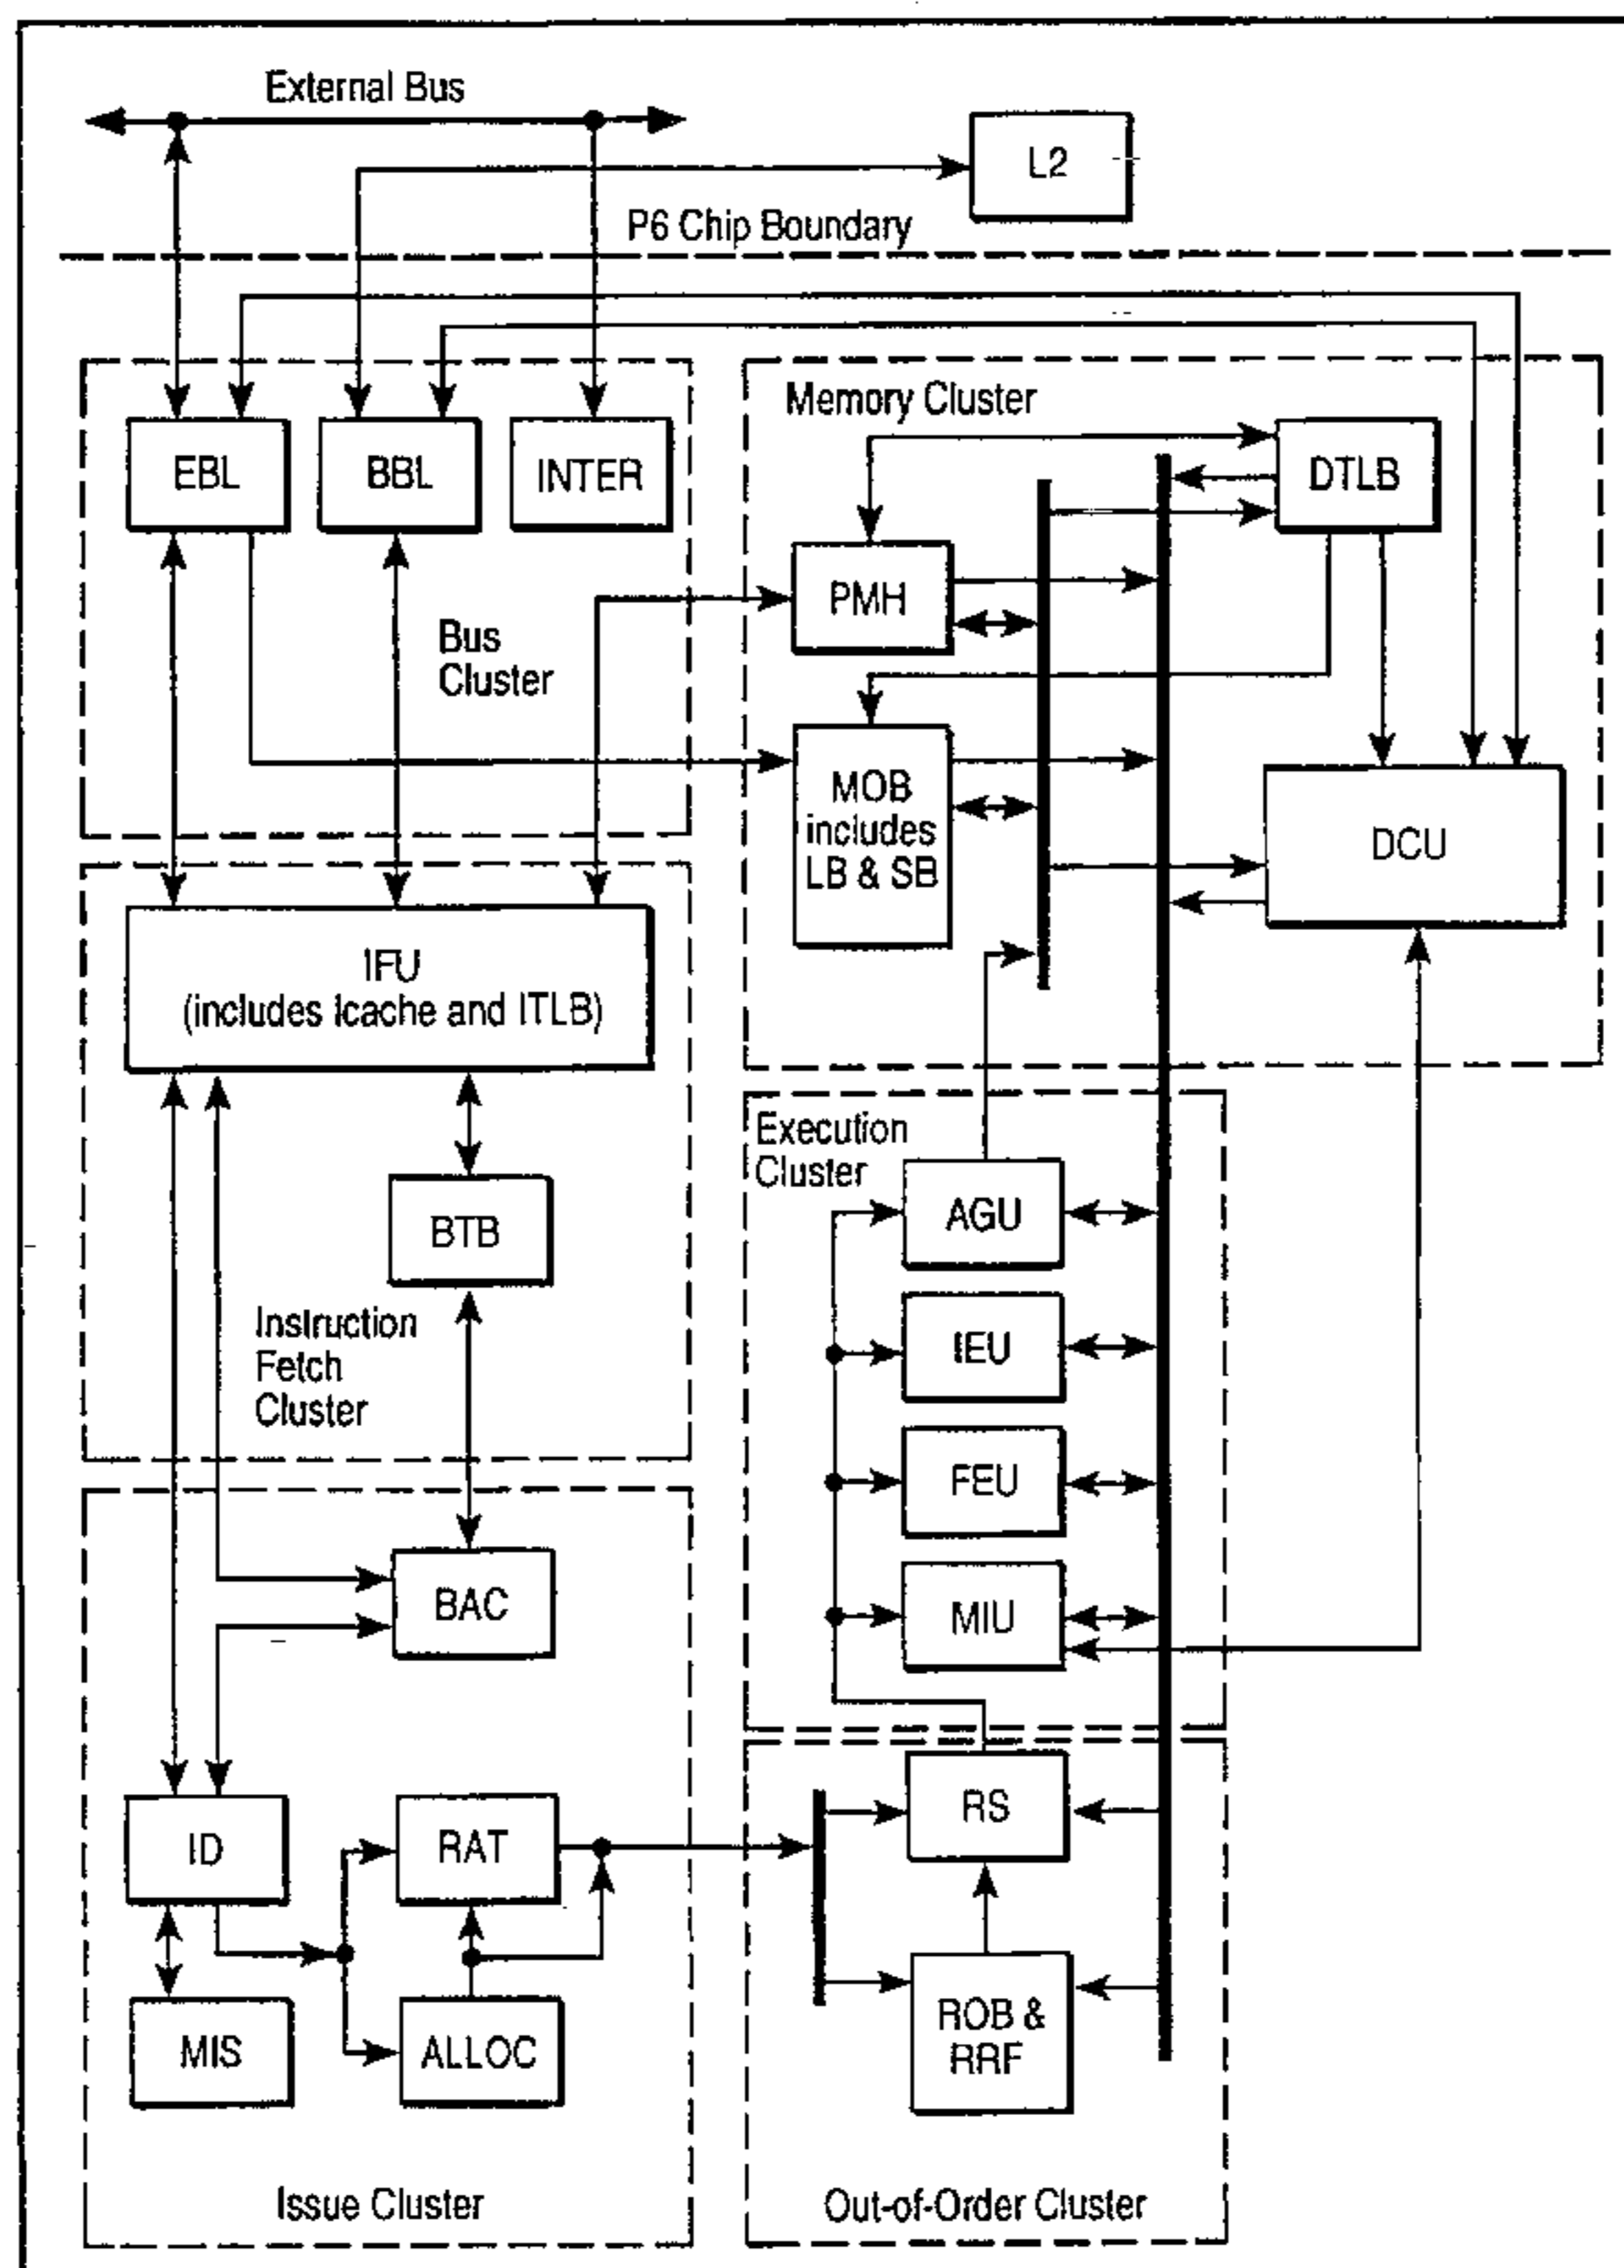 External Bus
L2
P6 Chip Boundary
EBL
BBL
INTER
Bus
Cluster
Memory Cluster
DTLB
PMH
MOB
includes
LB & SB
DCU
IFU
(includes Icache and ITLB)
BTB
Instruction
Fetch
Cluster
Execution
Cluster
AGU
IEU
FEU
MIU
BAC
ID
RAT
MIS
ALLOC
Issue Cluster
RS
ROB &
RRF
Out-of-Order Cluster